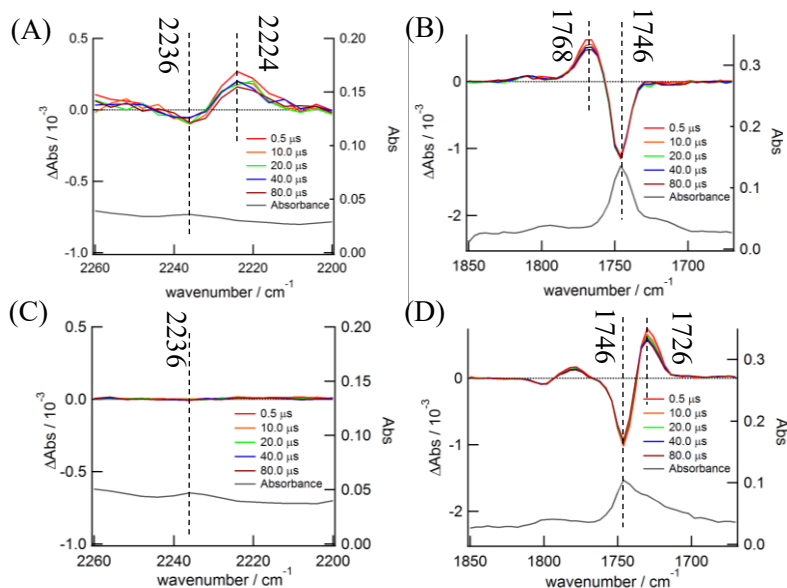 (A)
2236
2224
0.5
0.0
-0.5
-1.0
ΔAbs / 10⁻³
0.20
0.15
0.10
0.05
0.00
Abs
0.5 μs
10.0 μs
20.0 μs
40.0 μs
80.0 μs
Absorbance
2260
2240
2220
2200
wavenumber / cm⁻¹
(B)
1768
1746
0
-1
-2
ΔAbs / 10⁻³
0.3
0.2
0.1
0.0
Abs
0.5 μs
10.0 μs
20.0 μs
40.0 μs
80.0 μs
Absorbance
1850
1800
1750
1700
wavenumber / cm⁻¹
(C)
2236
0.5
0.0
-0.5
-1.0
ΔAbs / 10⁻³
0.20
0.15
0.10
0.05
0.00
Abs
0.5 μs
10.0 μs
20.0 μs
40.0 μs
80.0 μs
Absorbance
2260
2240
2220
2200
wavenumber / cm⁻¹
(D)
1746
1726
0
-1
-2
ΔAbs / 10⁻³
0.3
0.2
0.1
0.0
Abs
0.5 μs
10.0 μs
20.0 μs
40.0 μs
80.0 μs
Absorbance
1850
1800
1750
1700
wavenumber / cm⁻¹